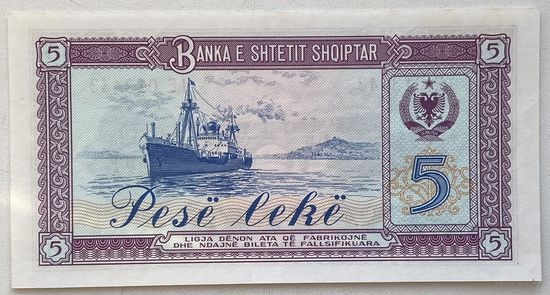 5 BANKA E SHTETIT SHQIPTAR 5
5
Pesë lekë
LIGJA DËNON ATA QË FABRIKOJNË
DHE NDAJNË BILETA TË FALLSIFIKUARA
5 5